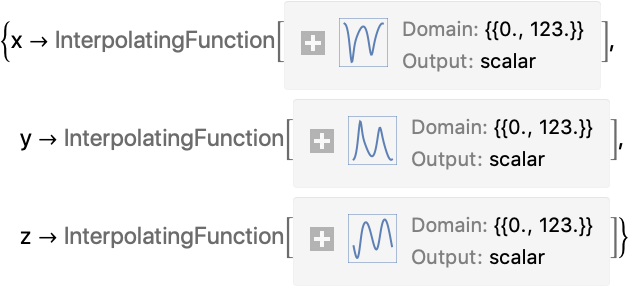 {x → InterpolatingFunction[ Domain: {{0., 123.}}
Output: scalar ],
y → InterpolatingFunction[ Domain: {{0., 123.}}
Output: scalar ],
z → InterpolatingFunction[ Domain: {{0., 123.}}
Output: scalar ]}